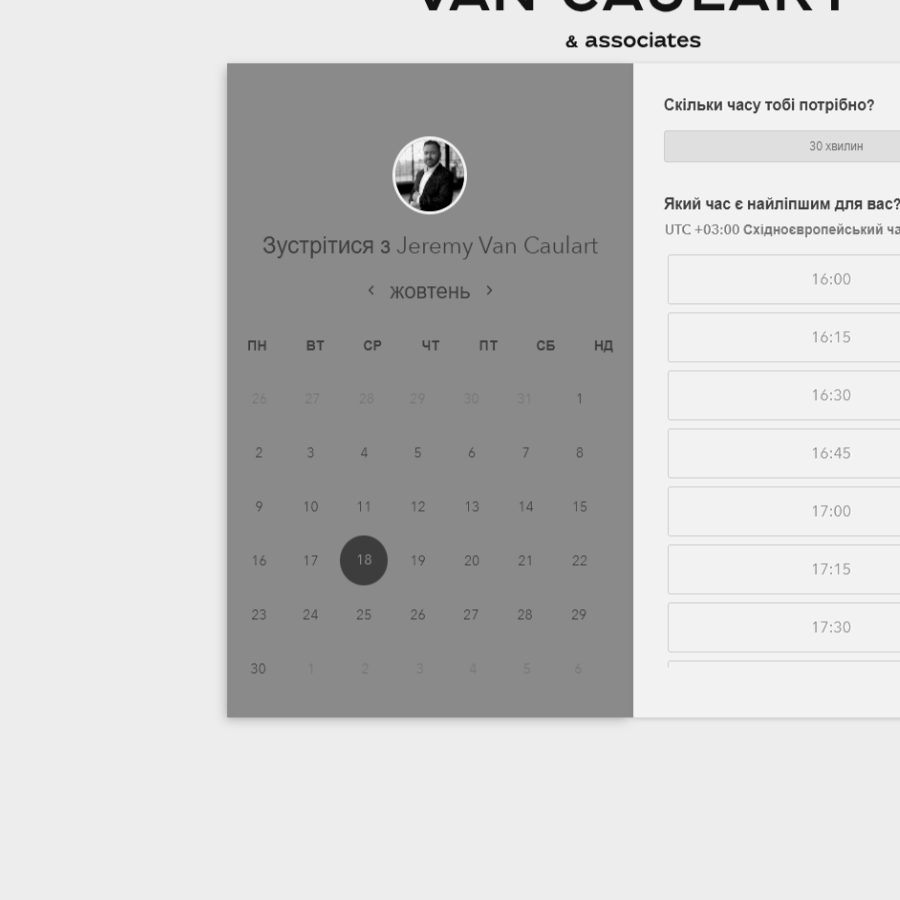 VAN CAULART
& associates
Зустрітися з Jeremy Van Caulart
жовтень
ПН ВТ СР ЧТ ПТ СБ НД
26 27 28 29 30 31 1
2 3 4 5 6 7 8
9 10 11 12 13 14 15
16 17 18 19 20 21 22
23 24 25 26 27 28 29
30 1 2 3 4 5 6
Скільки часу тобі потрібно?
30 хвилин
Який час є найліпшим для вас?
UTC +03:00 Східноєвропейський ча
16:00
16:15
16:30
16:45
17:00
17:15
17:30